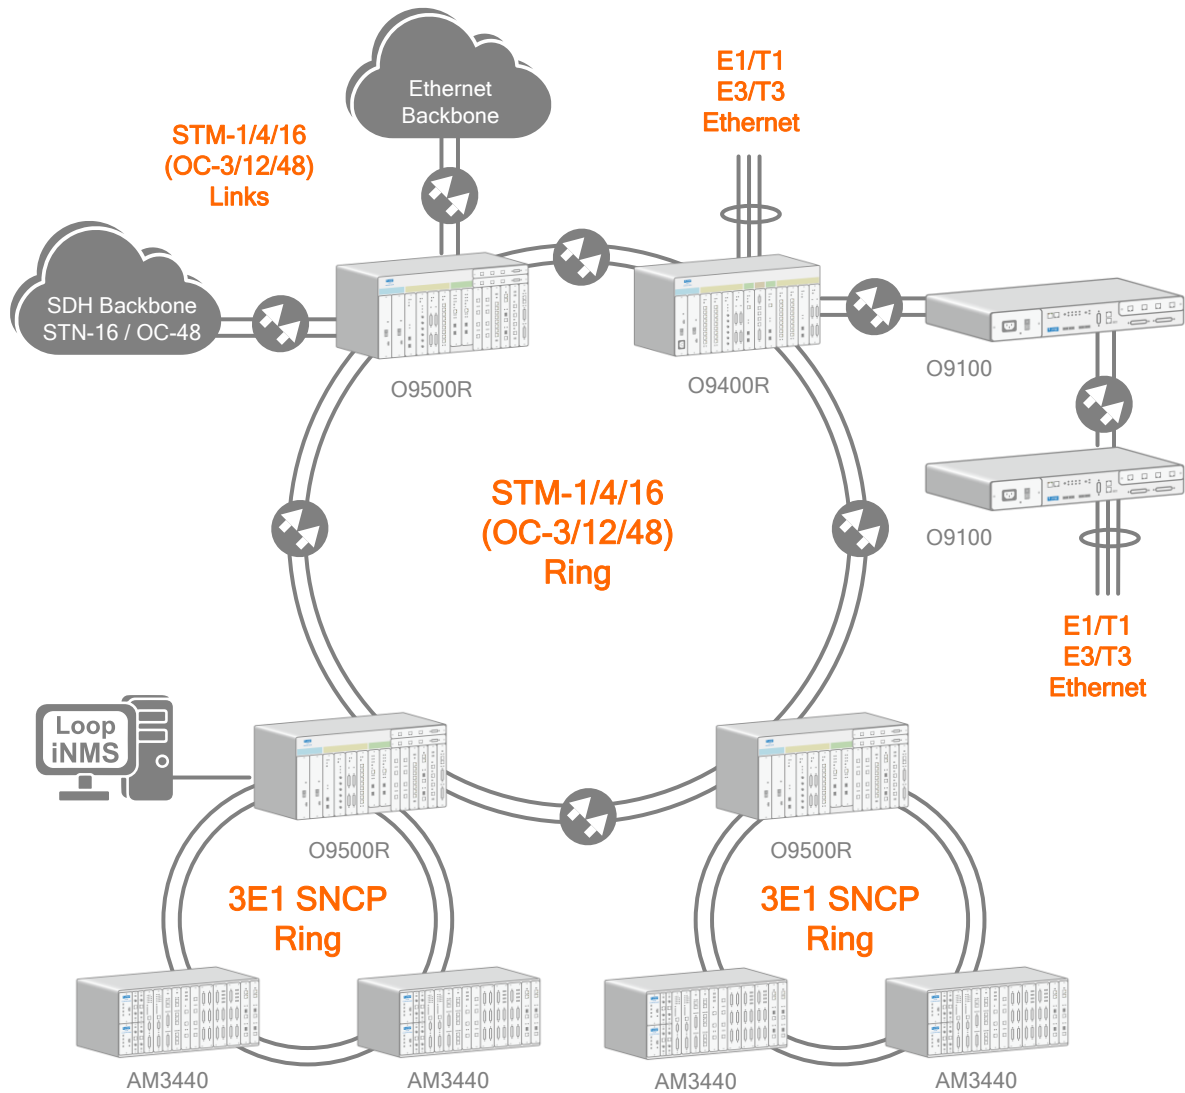 Ethernet
Backbone
E1/T1
E3/T3
Ethernet
STM-1/4/16
(OC-3/12/48)
Links
SDH Backbone
STN-16 / OC-48
O9500R
O9400R
O9100
O9100
STM-1/4/16
(OC-3/12/48)
Ring
E1/T1
E3/T3
Ethernet
Loop
iNMS
O9500R
O9500R
3E1 SNCP
Ring
3E1 SNCP
Ring
AM3440
AM3440
AM3440
AM3440